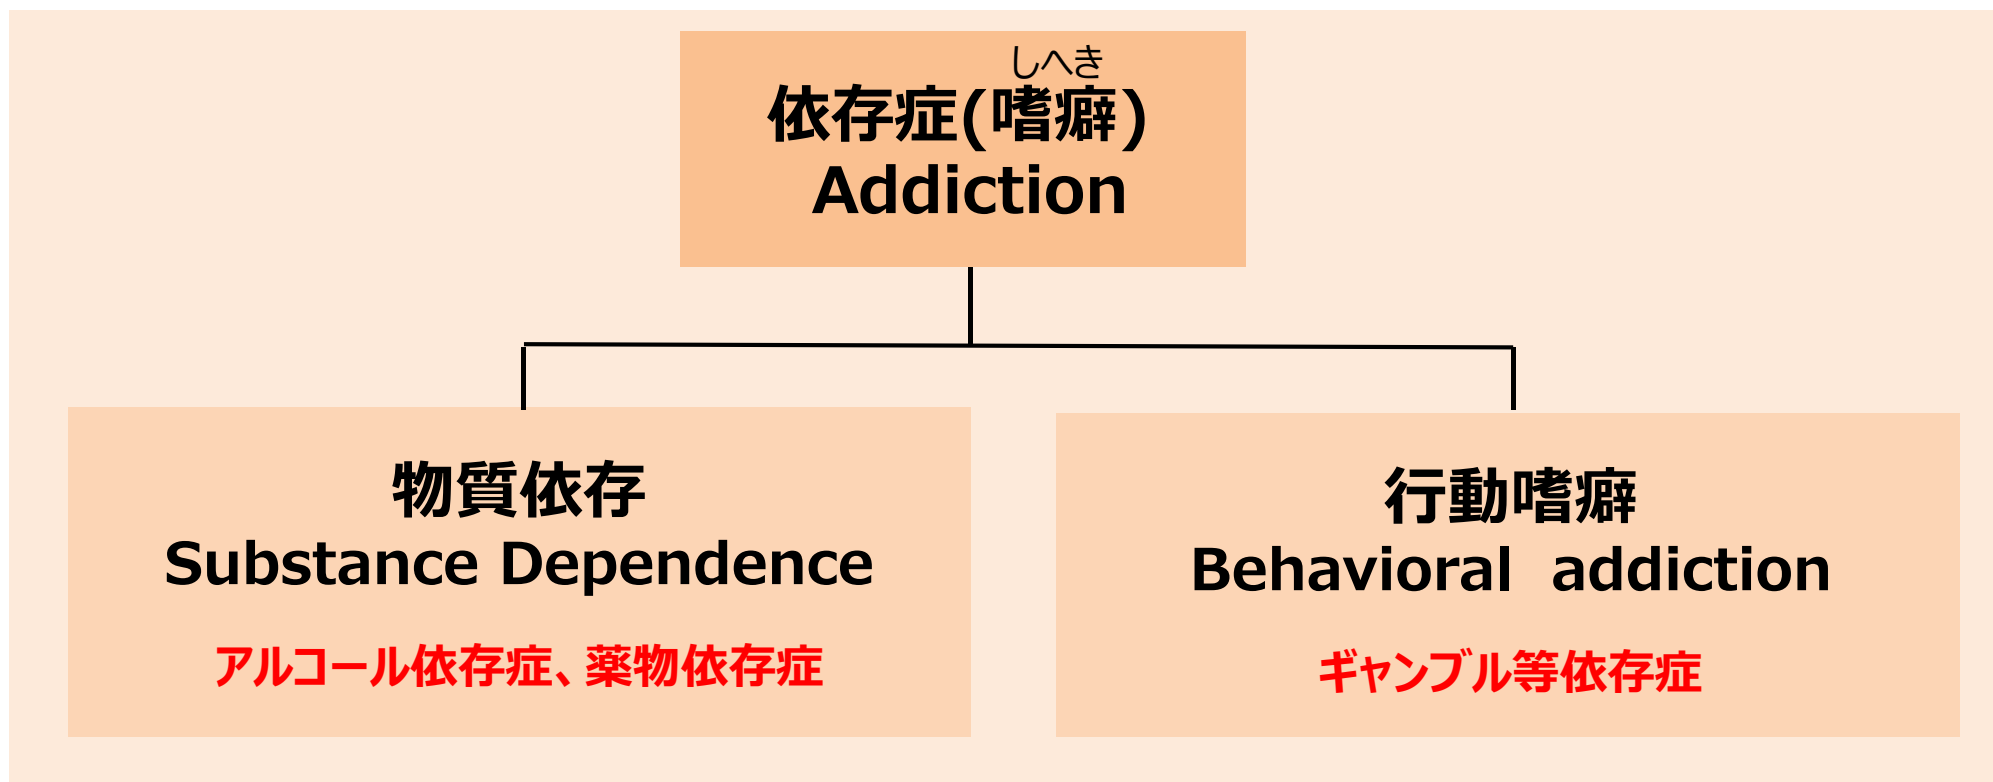 しへき
依存症(嗜癖)
Addiction
物質依存
Substance Dependence
アルコール依存症、薬物依存症
行動嗜癖
Behavioral addiction
ギャンブル等依存症